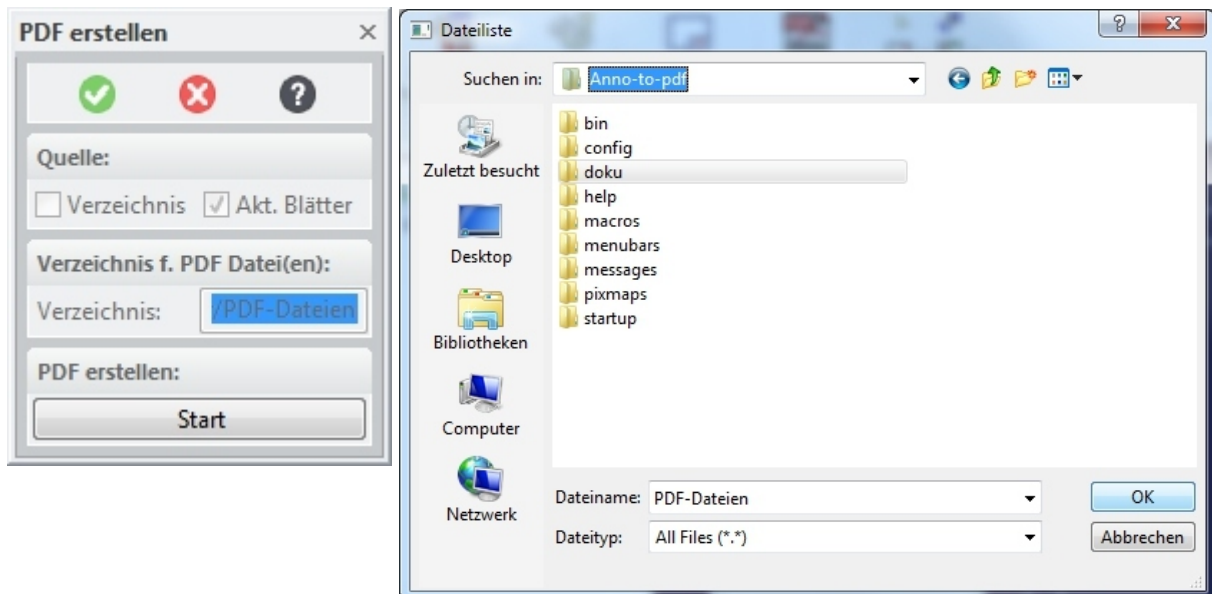 PDF erstellen
Quelle:
Verzeichnis Akt. Blätter
Verzeichnis f. PDF Datei(en):
Verzeichnis: /PDF-Dateien
PDF erstellen:
Start
Dateiliste
Suchen in: Anno-to-pdf
Zuletzt besucht
Desktop
Bibliotheken
Computer
Netzwerk
bin
config
doku
help
macros
menubars
messages
pixmaps
startup
Dateiname: PDF-Dateien OK
Dateityp: All Files (*.*) Abbrechen